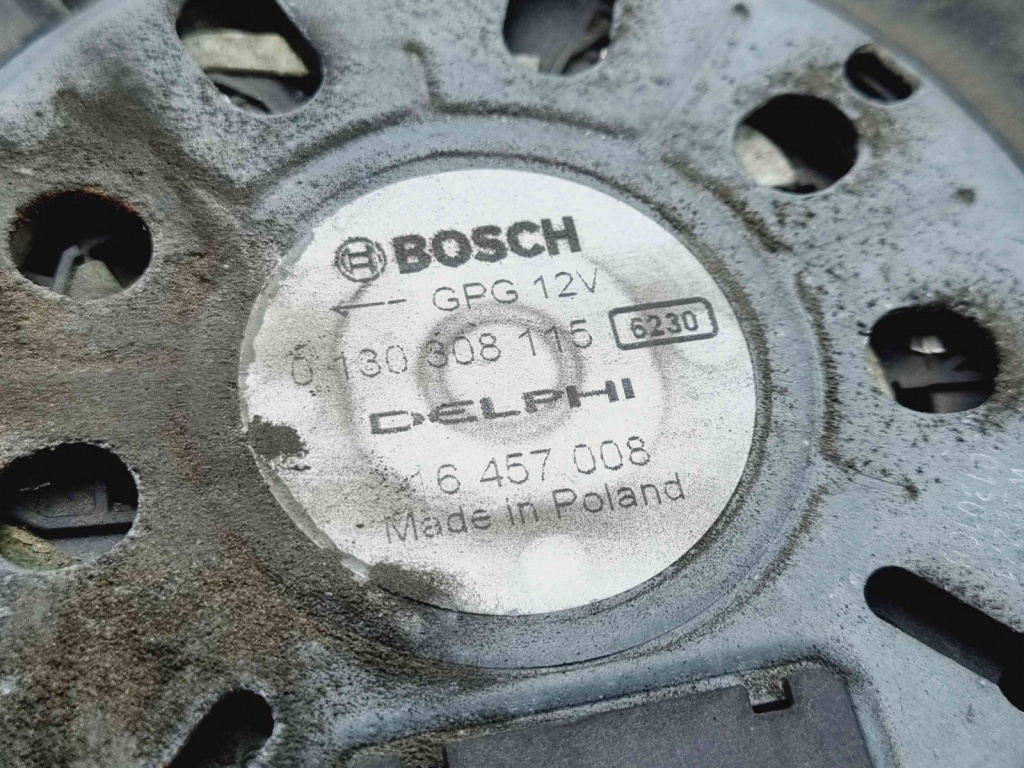 BOSCH
GPG 12V
0 130 308 115 6230
DELPHI
16 457 008
Made in Poland